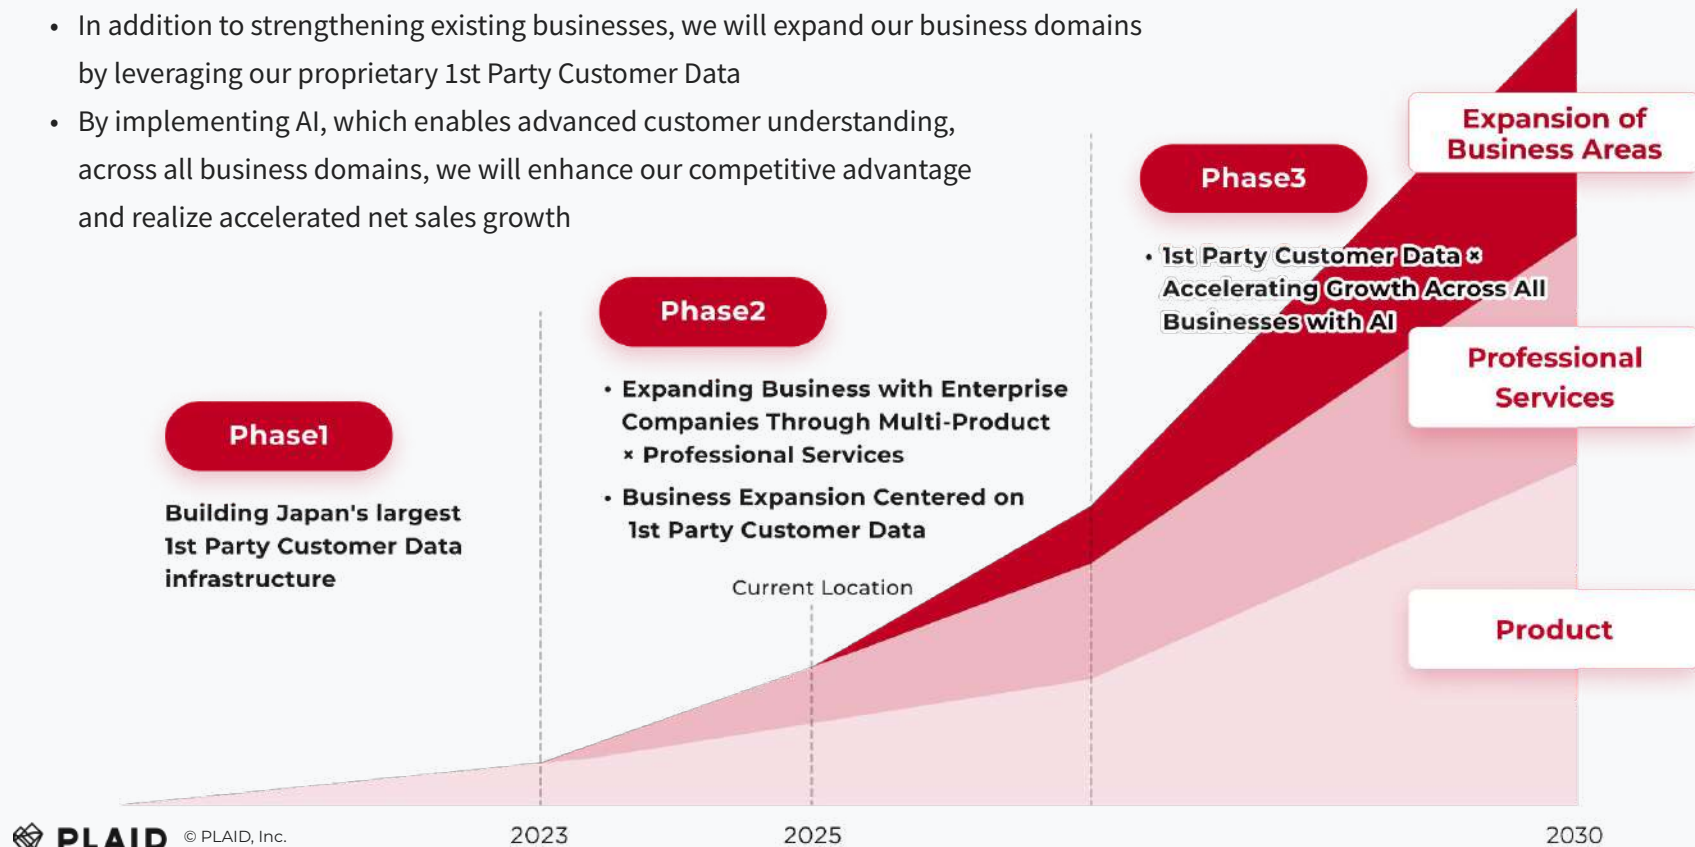 • In addition to strengthening existing businesses, we will expand our business domains
by leveraging our proprietary 1st Party Customer Data
• By implementing AI, which enables advanced customer understanding,
across all business domains, we will enhance our competitive advantage
and realize accelerated net sales growth
Phase1
Building Japan's largest
1st Party Customer Data
infrastructure
Phase2
• Expanding Business with Enterprise
Companies Through Multi-Product
× Professional Services
• Business Expansion Centered on
1st Party Customer Data
Current Location
Phase3
• 1st Party Customer Data ×
Accelerating Growth Across All
Businesses with AI
Expansion of
Business Areas
Professional
Services
Product
2023
2025
2030
PLAID
© PLAID, Inc.